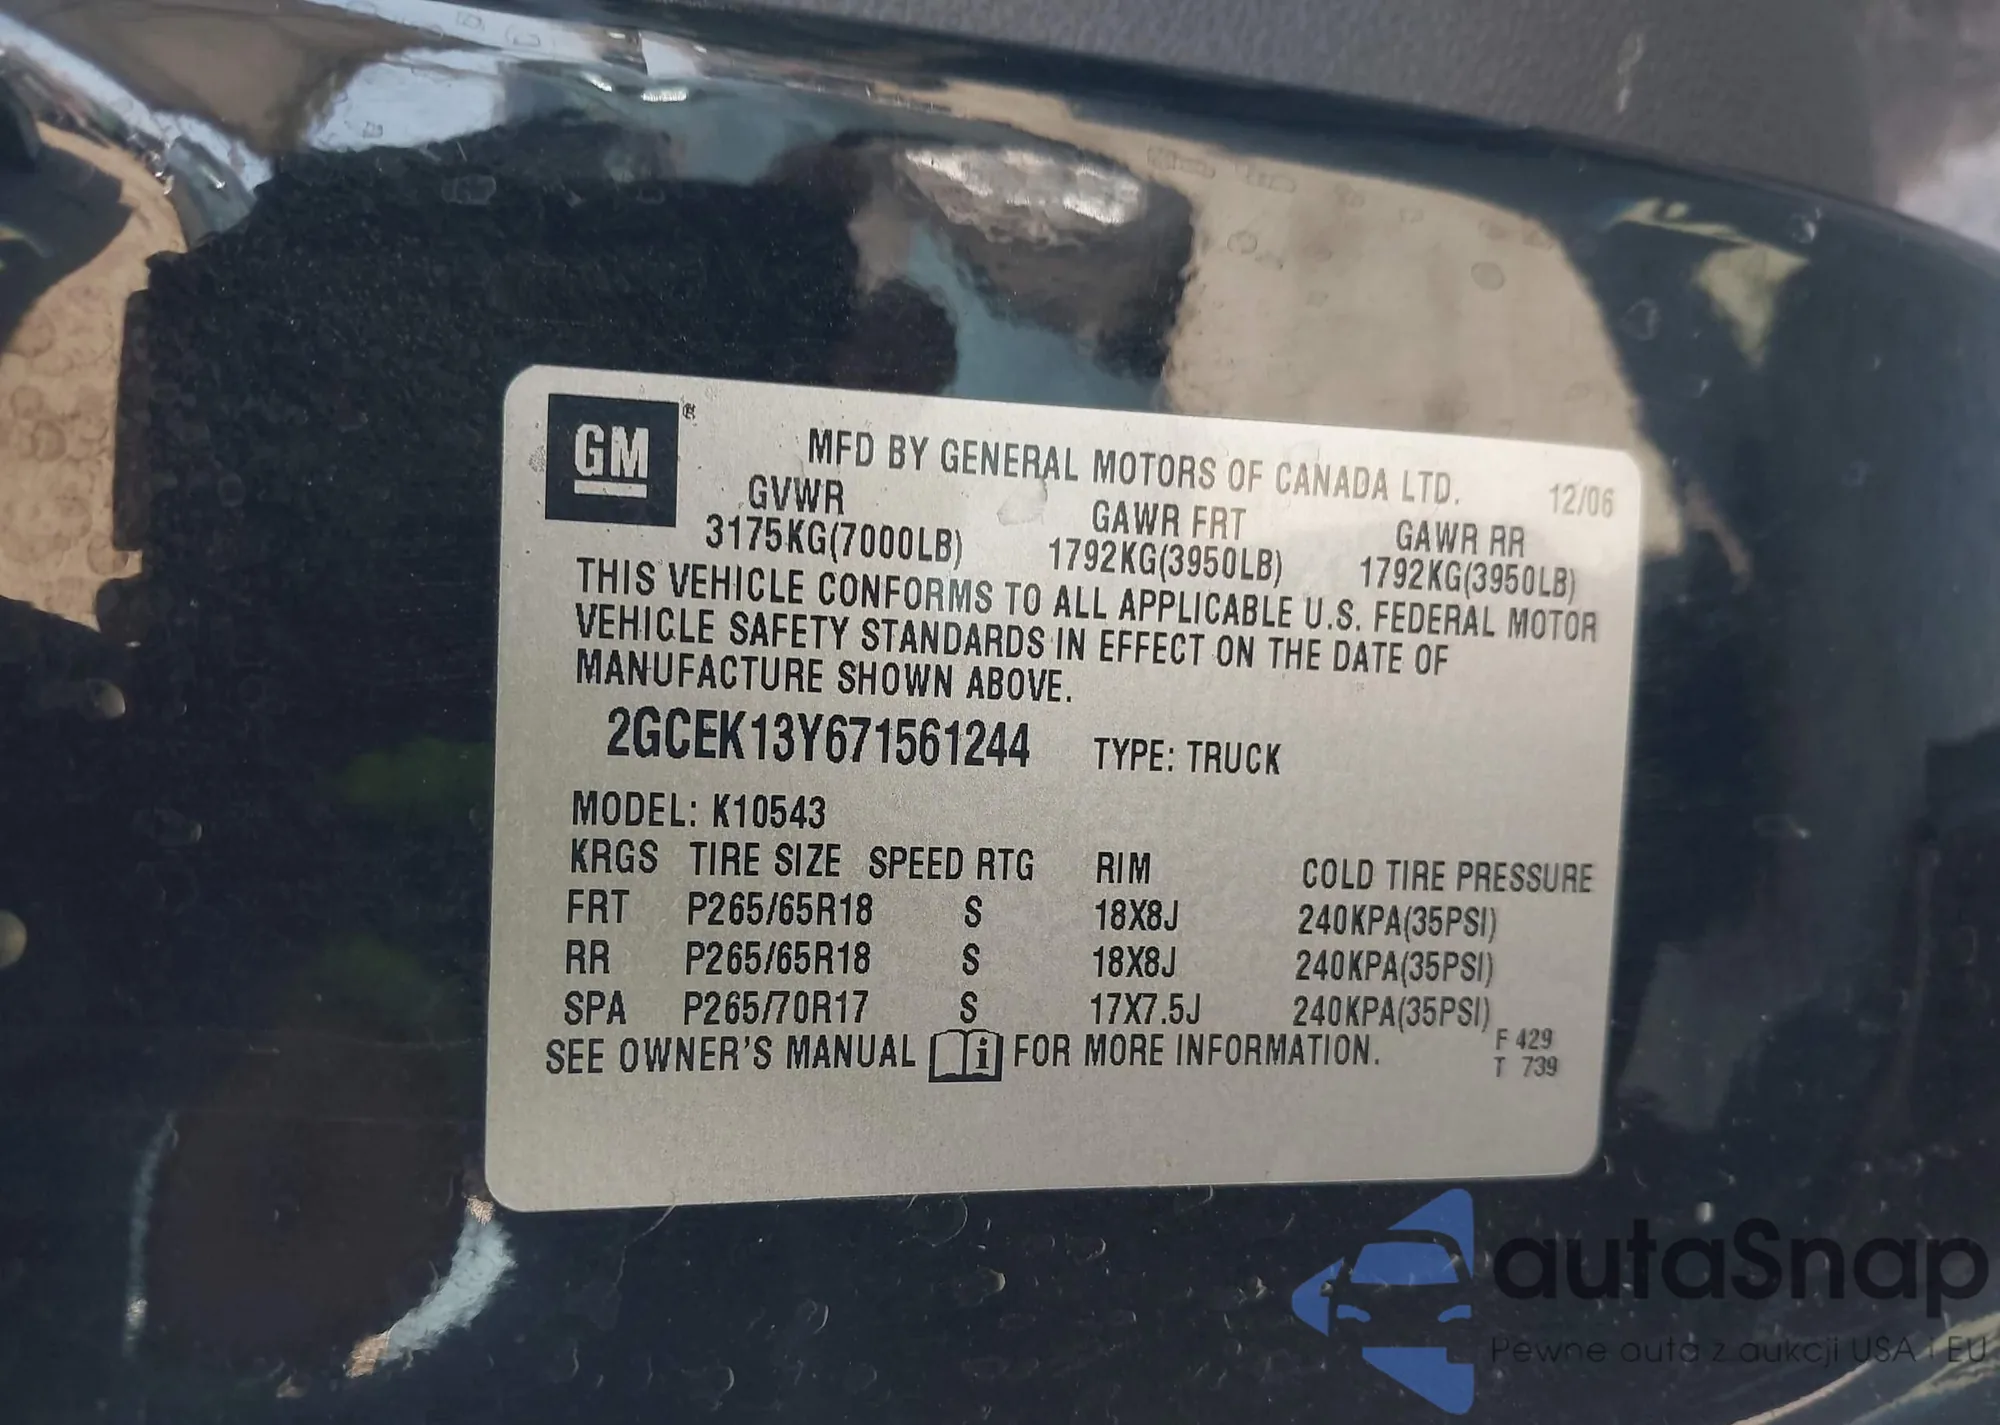 GM®
MFD BY GENERAL MOTORS OF CANADA LTD. 12/06
GVWR GAWR FRT GAWR RR
3175KG(7000LB) 1792KG(3950LB) 1792KG(3950LB)
THIS VEHICLE CONFORMS TO ALL APPLICABLE U.S. FEDERAL MOTOR
VEHICLE SAFETY STANDARDS IN EFFECT ON THE DATE OF
MANUFACTURE SHOWN ABOVE.
2GCEK13Y671561244 TYPE: TRUCK
MODEL: K10543
KRGS TIRE SIZE SPEED RTG RIM COLD TIRE PRESSURE
FRT P265/65R18 S 18X8J 240KPA(35PSI)
RR P265/65R18 S 18X8J 240KPA(35PSI)
SPA P265/70R17 S 17X7.5J 240KPA(35PSI)
SEE OWNER'S MANUAL i FOR MORE INFORMATION.
F 429
T 739
autaSnap
Pewne auta z aukcji USA i EU